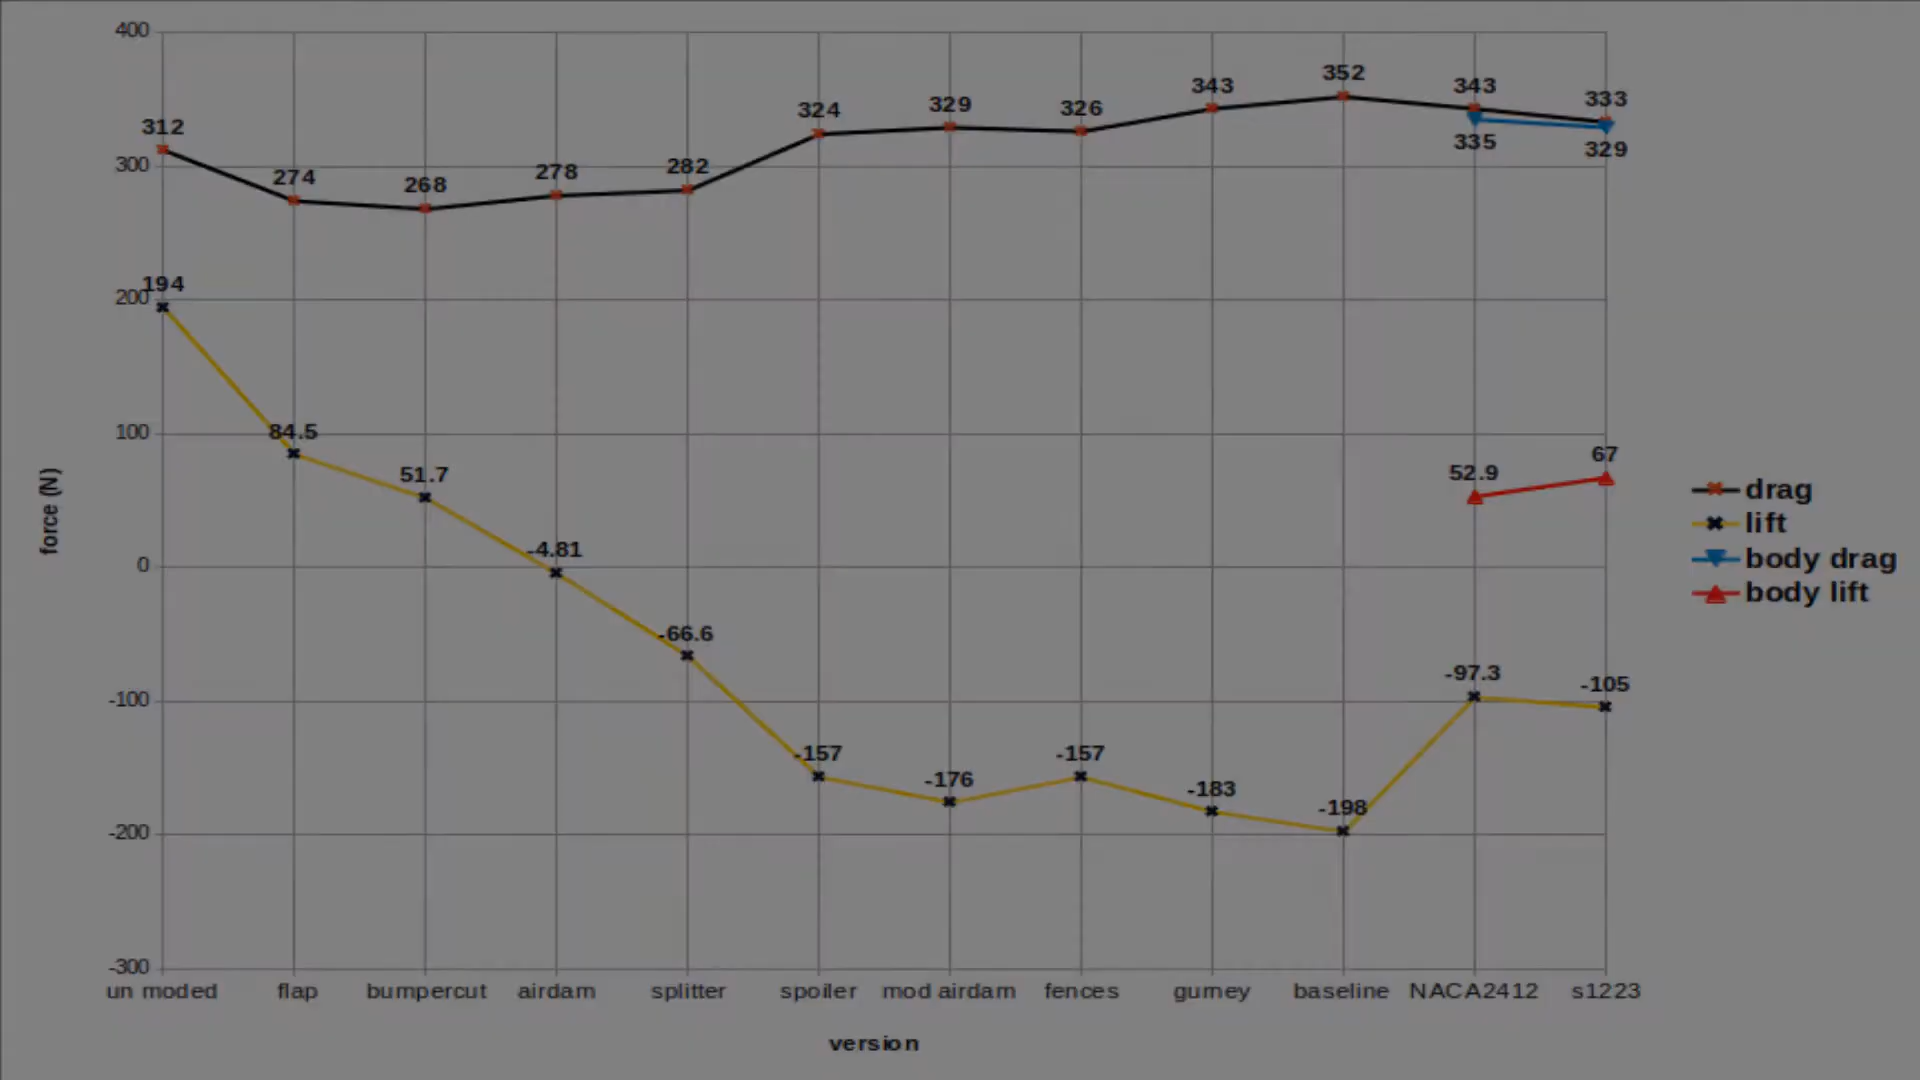 400
300
200
100
0
-100
-200
-300
force (N)
312
274
268
278
282
324
329
326
343
352
343
333
335
329
194
84.5
51.7
-4.81
-66.6
-157
-176
-157
-183
-198
-97.3
-105
52.9
67
drag
lift
body drag
body lift
un moded
flap
bumpercut
airdam
splitter
spoiler
mod airdam
fences
gurney
baseline
NACA2412
s1223
version